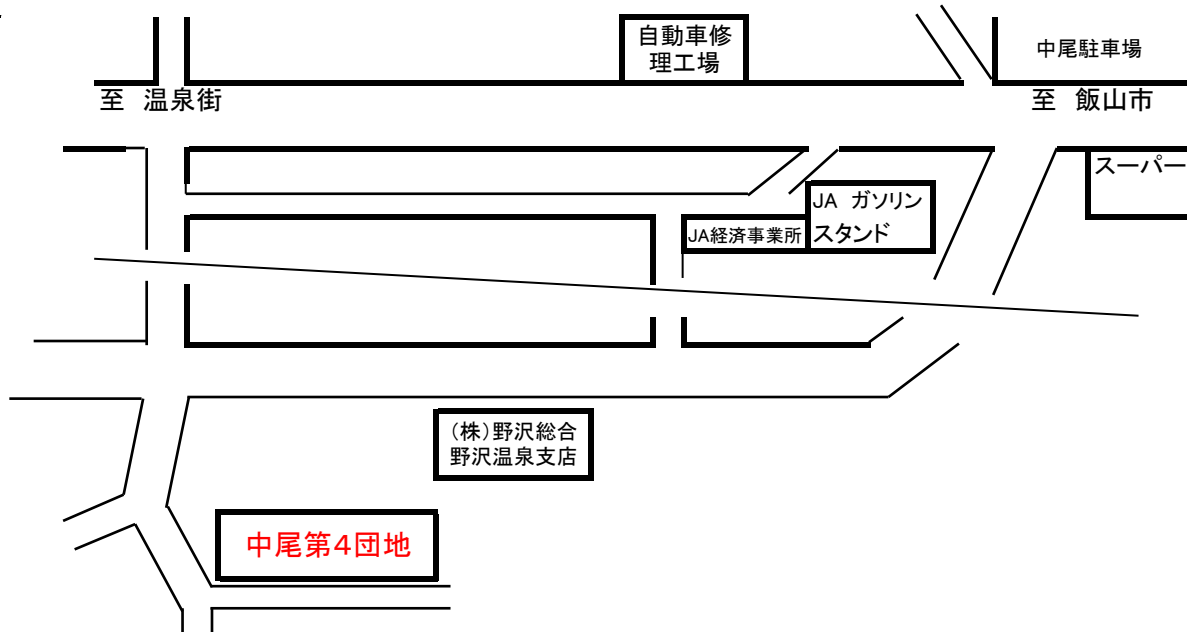 自動車修
理工場
中尾駐車場
至 温泉街
至 飯山市
スーパー
JA ガソリン
スタンド
JA経済事業所
(株)野沢総合
野沢温泉支店
中尾第4団地